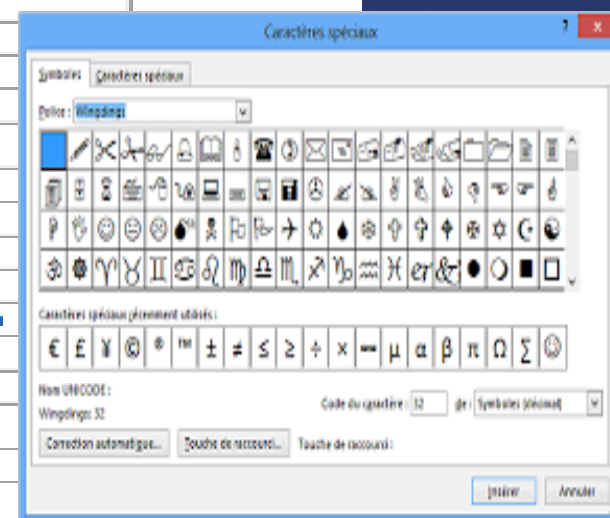 Caractères spéciaux
? x
Symboles Caractères spéciaux
Police : Wingdings
Caractères spéciaux récemment utilisés :
€ £ ¥ © ® ™ ± ≠ ≤ ≥ ÷ × ∞ µ α β π Ω ∑ ☺
Nom UNICODE :
Wingdings: 32
Code du caractère : 32 de : Symboles (décimal)
Correction automatique... Touche de raccourci... Touche de raccourci :
Insérer Annuler